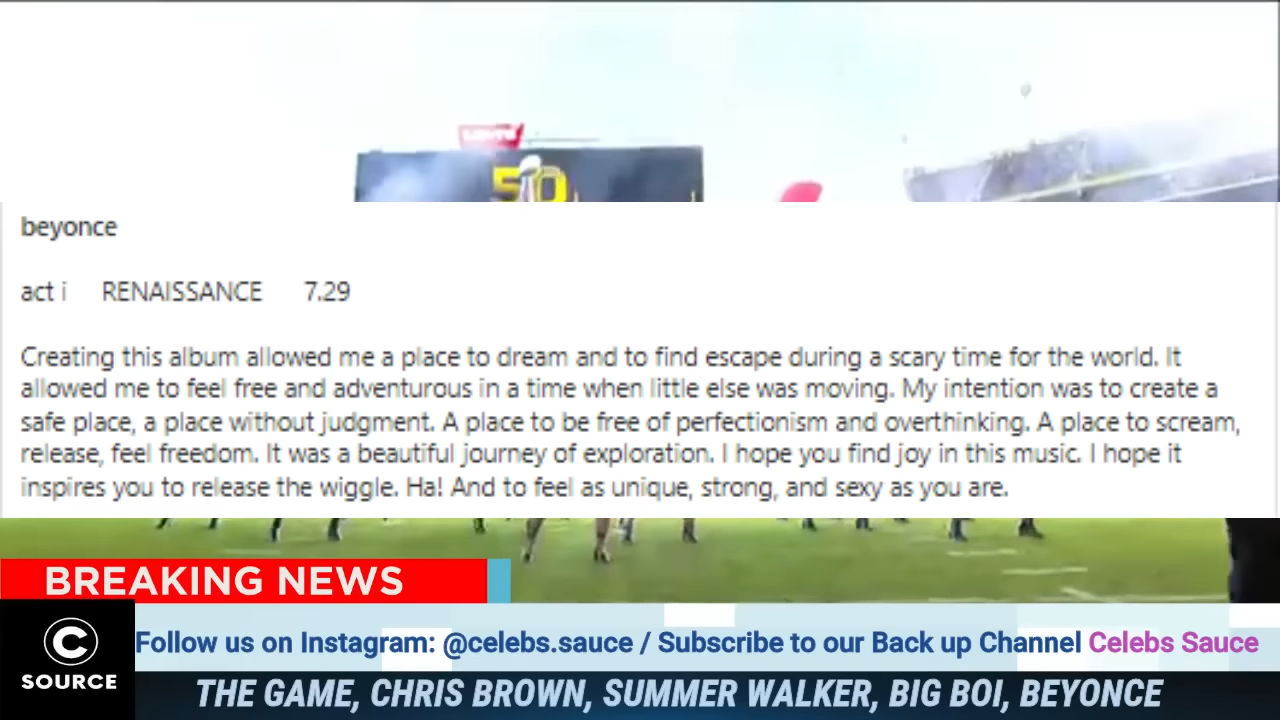 Levi's
50
beyonce
act i RENAISSANCE 7.29
Creating this album allowed me a place to dream and to find escape during a scary time for the world. It
allowed me to feel free and adventurous in a time when little else was moving. My intention was to create a
safe place, a place without judgment. A place to be free of perfectionism and overthinking. A place to scream,
release, feel freedom. It was a beautiful journey of exploration. I hope you find joy in this music. I hope it
inspires you to release the wiggle. Ha! And to feel as unique, strong, and sexy as you are.
BREAKING NEWS
C
SOURCE
Follow us on Instagram: @celebs.sauce / Subscribe to our Back up Channel Celebs Sauce
THE GAME, CHRIS BROWN, SUMMER WALKER, BIG BOI, BEYONCE